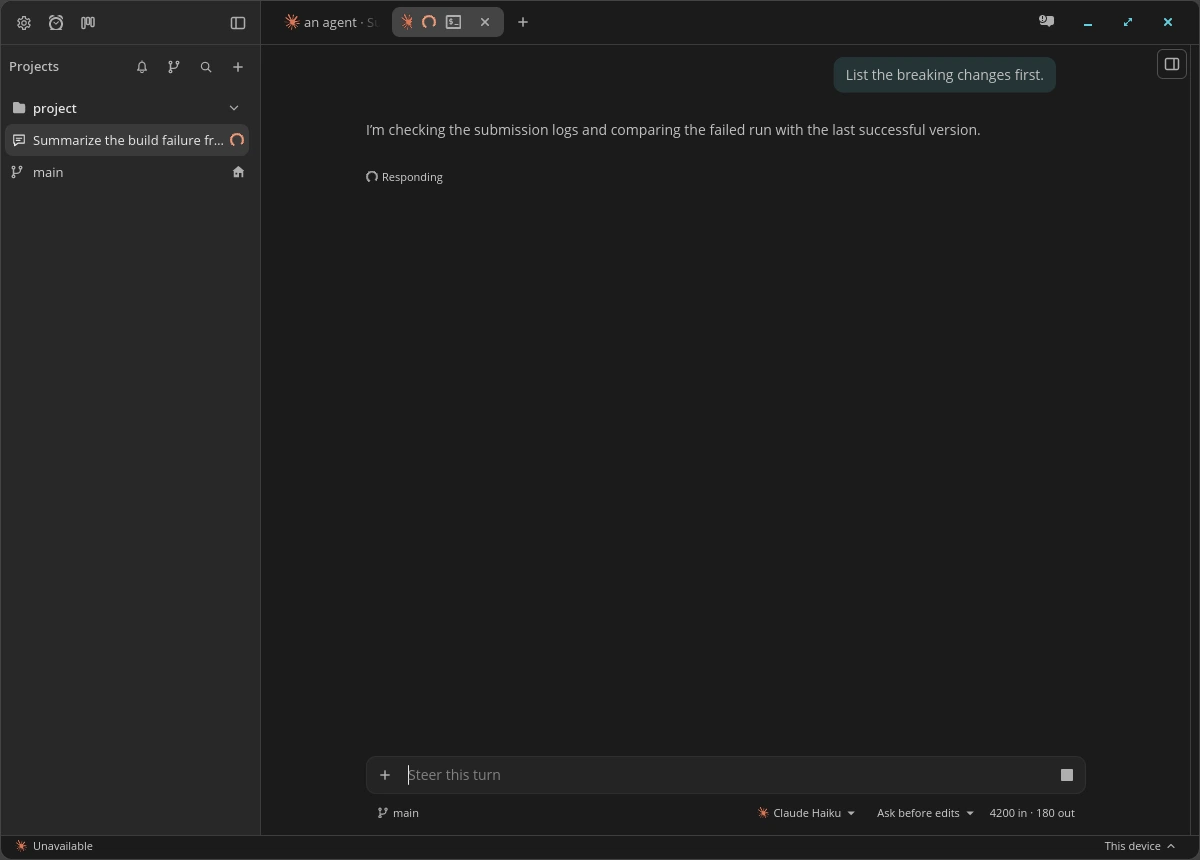 an agent · Su
Projects
List the breaking changes first.
project
Summarize the build failure fr...
main
I'm checking the submission logs and comparing the failed run with the last successful version.
Responding
Steer this turn
main
Claude Haiku
Ask before edits
4200 in · 180 out
Unavailable
This device